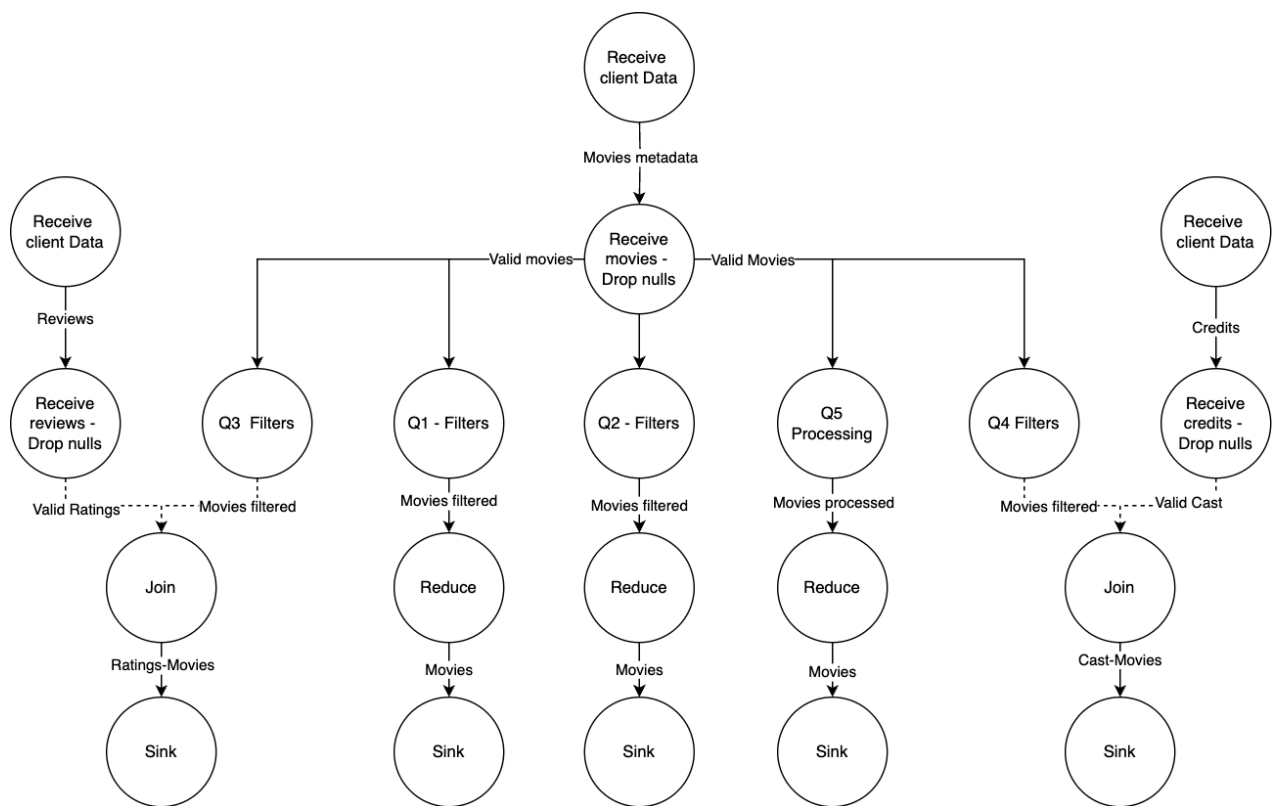 Receive
client Data
Movies metadata
Receive
client Data
Receive
movies -
Drop nulls
Receive
client Data
Valid movies
Valid Movies
Reviews
Credits
Receive
reviews -
Drop nulls
Q3 Filters
Q1 - Filters
Q2 - Filters
Q5
Processing
Q4 Filters
Receive
credits -
Drop nulls
Valid Ratings
Movies filtered
Movies filtered
Movies filtered
Movies processed
Movies filtered
Valid Cast
Join
Reduce
Reduce
Reduce
Join
Ratings-Movies
Movies
Movies
Movies
Cast-Movies
Sink
Sink
Sink
Sink
Sink